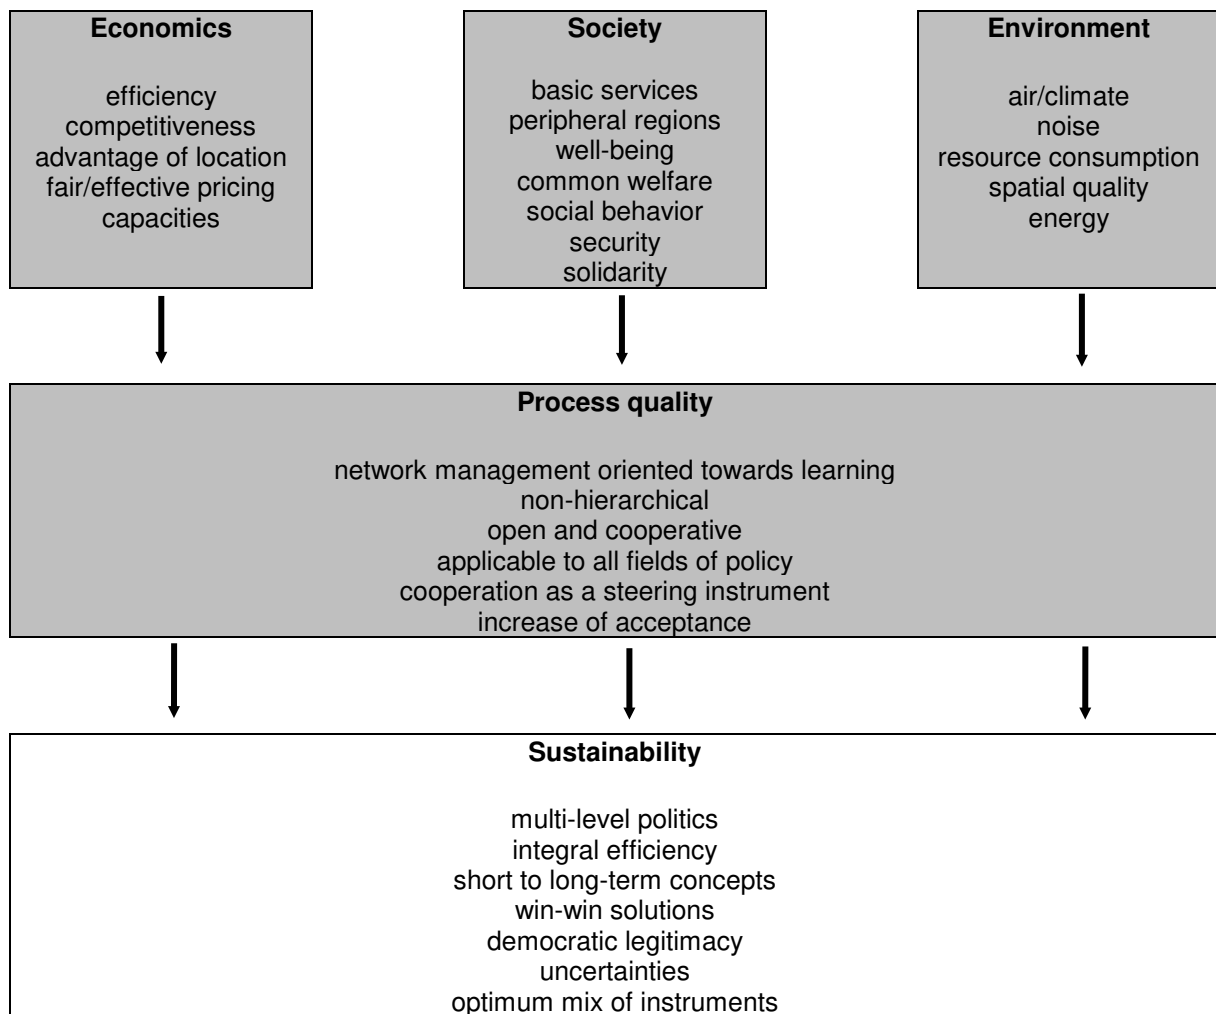 Economics
efficiency
competitiveness
advantage of location
fair/effective pricing
capacities
Society
basic services
peripheral regions
well-being
common welfare
social behavior
security
solidarity
Environment
air/climate
noise
resource consumption
spatial quality
energy
Process quality
network management oriented towards learning
non-hierarchical
open and cooperative
applicable to all fields of policy
cooperation as a steering instrument
increase of acceptance
Sustainability
multi-level politics
integral efficiency
short to long-term concepts
win-win solutions
democratic legitimacy
uncertainties
optimum mix of instruments